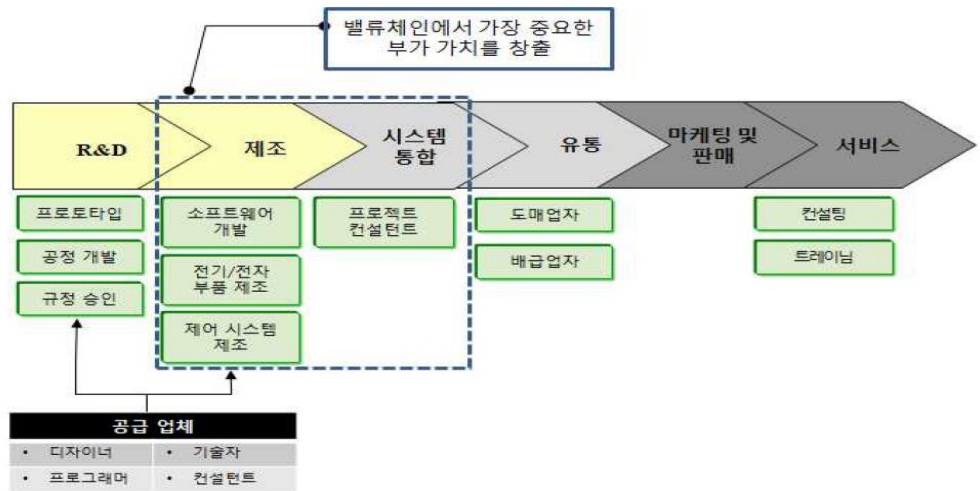 밸류체인에서 가장 중요한
부가 가치를 창출
R&D
제조
시스템
통합
유통
마케팅 및
판매
서비스
프로토타입
공정 개발
규정 승인
소프트웨어
개발
전기/전자
부품 제조
제어 시스템
제조
프로젝트
컨설턴트
도매업자
배급업자
컨설팅
트레이닝
공급 업체
• 디자이너
• 기술자
• 프로그래머
• 컨설턴트